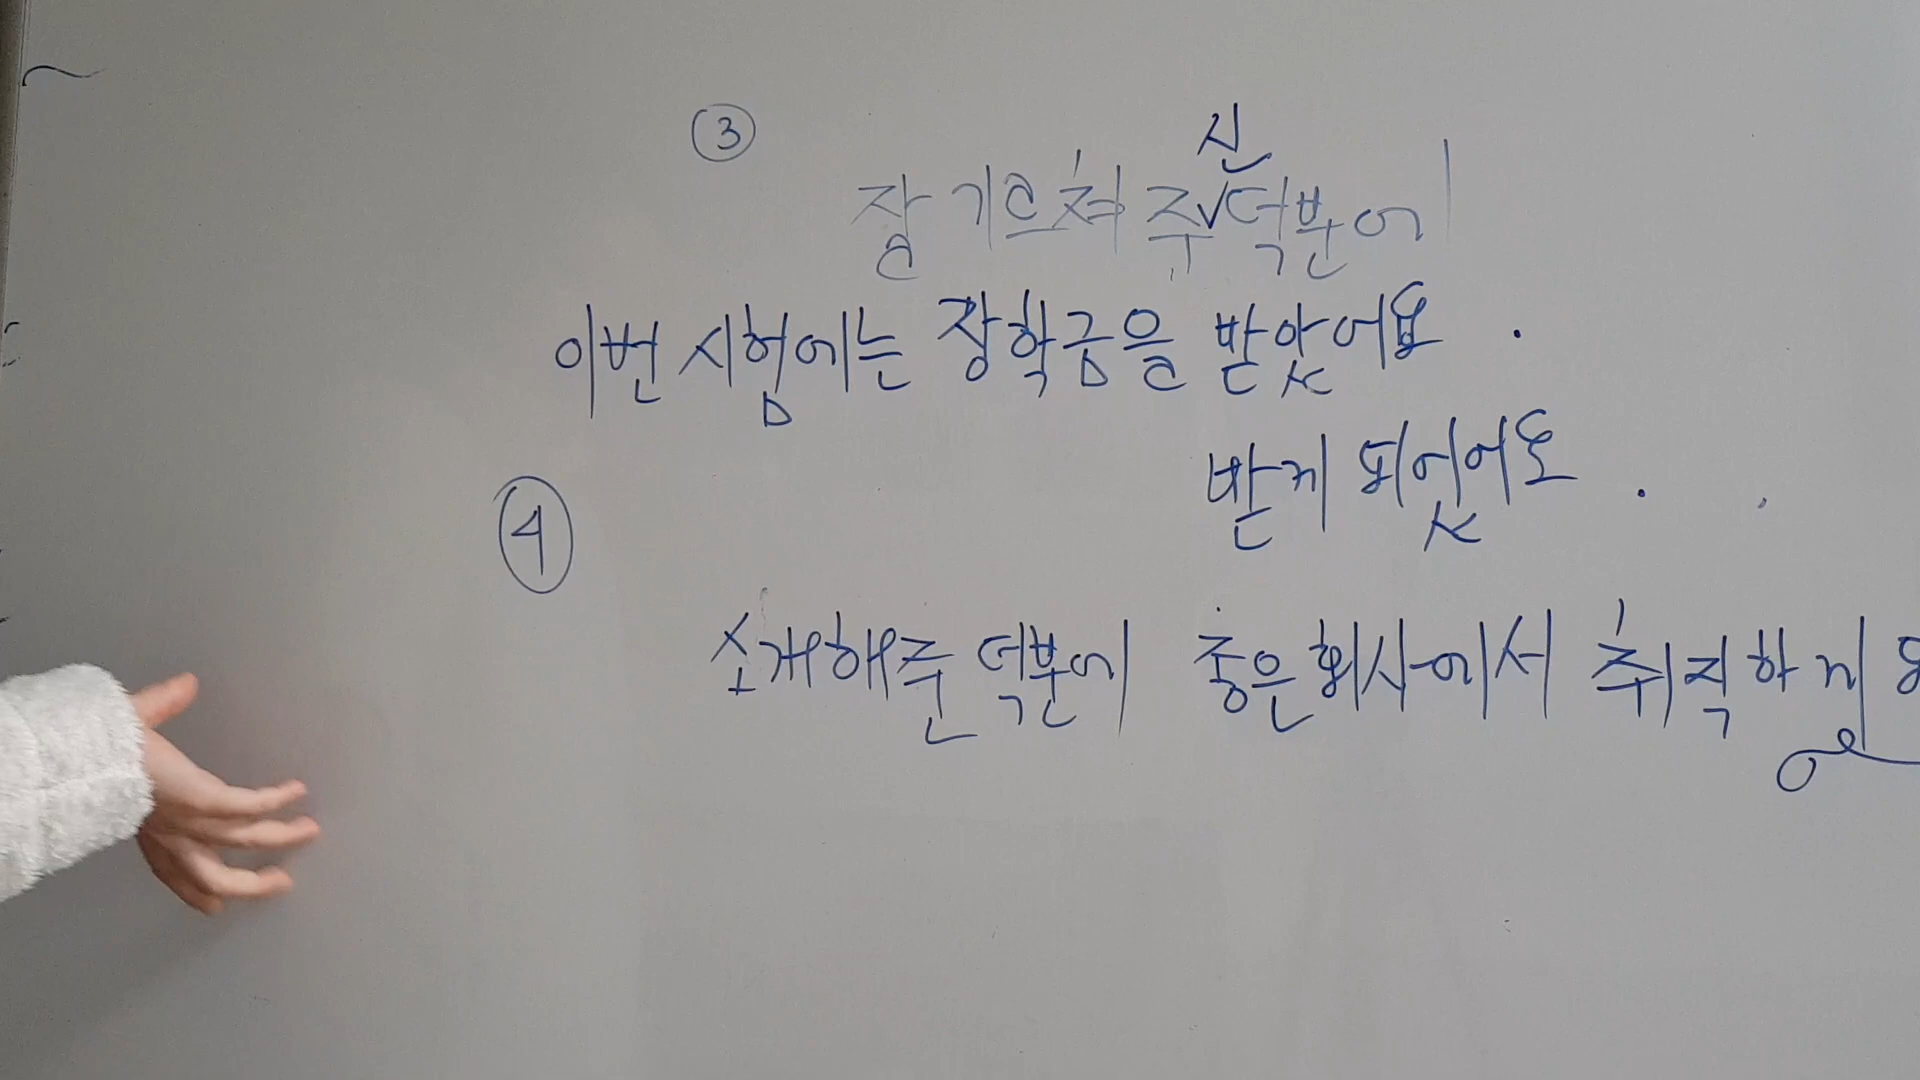 ③
신
잘 가르쳐 주✓덕분에
이번 시험에는 장학금을 받았어요.
받게 되었어요.
④
소개해준 덕분에 좋은 회사에서 취직하게